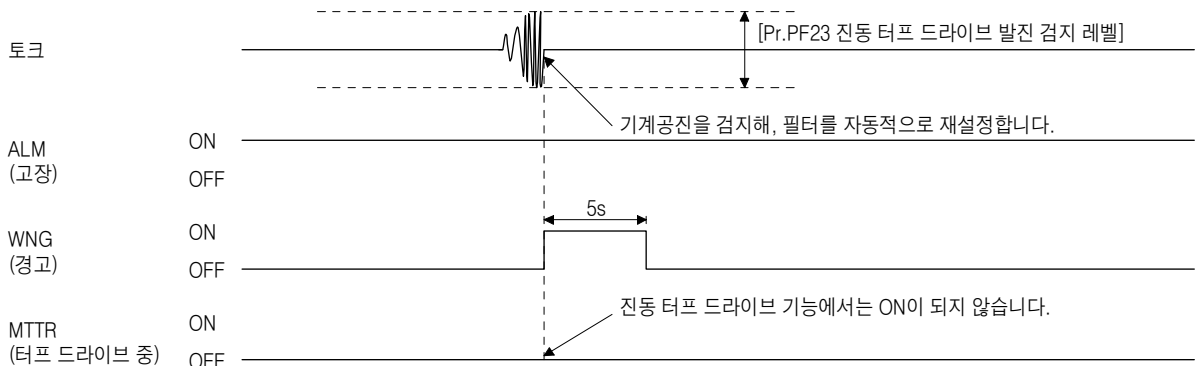 [Pr.PF23 진동 터프 드라이브 발진 검지 레벨]
토크
기계공진을 검지해, 필터를 자동적으로 재설정합니다.
ALM
(고장)
ON
OFF
5s
WNG
(경고)
ON
OFF
진동 터프 드라이브 기능에서는 ON이 되지 않습니다.
MTTR
(터프 드라이브 중)
ON
OFF